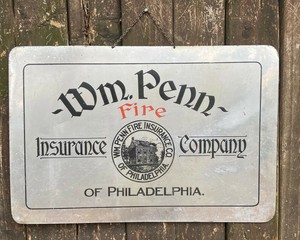 Wm. Penn
Fire
Insurance Company
WM. PENN FIRE INSURANCE CO.
OF PHILADELPHIA
OF PHILADELPHIA.